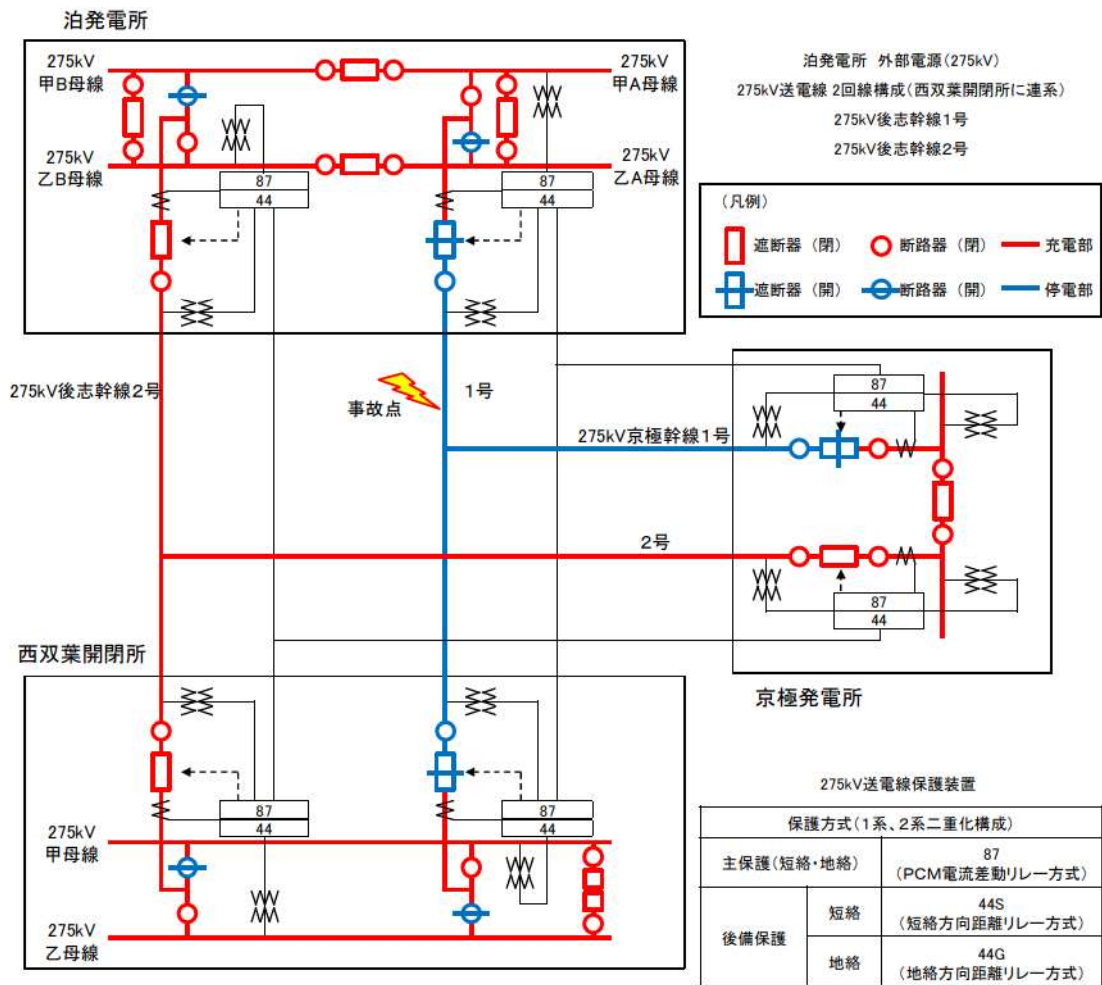 泊発電所
275kV
甲B母線
275kV
甲A母線
275kV
乙B母線
275kV
乙A母線
87
44
87
44
泊発電所 外部電源(275kV)
275kV送電線 2回線構成(西双葉開閉所に連系)
275kV後志幹線1号
275kV後志幹線2号
(凡例)
遮断器(閉)
断路器(閉)
充電部
遮断器(開)
断路器(開)
停電部
275kV後志幹線2号
事故点
1号
275kV京極幹線1号
2号
87
44
87
44
京極発電所
西双葉開閉所
87
44
87
44
275kV
甲母線
275kV
乙母線
275kV送電線保護装置
保護方式(1系、2系二重化構成)
主保護(短絡・地絡)
87
(PCM電流差動リレー方式)
後備保護
短絡
44S
(短絡方向距離リレー方式)
地絡
44G
(地絡方向距離リレー方式)